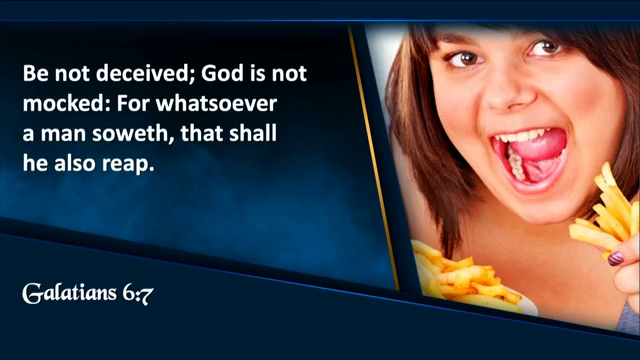 Be not deceived; God is not
mocked: For whatsoever
a man soweth, that shall
he also reap.
Galatians 6:7